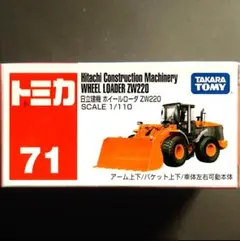 トミカ
71
Hitachi Construction Machinery
WHEEL LOADER ZW220
日立建機 ホイールローダ ZW220
SCALE 1/110
TAKARA
TOMY
アーム上下/バケット上下/車体左右可動本体